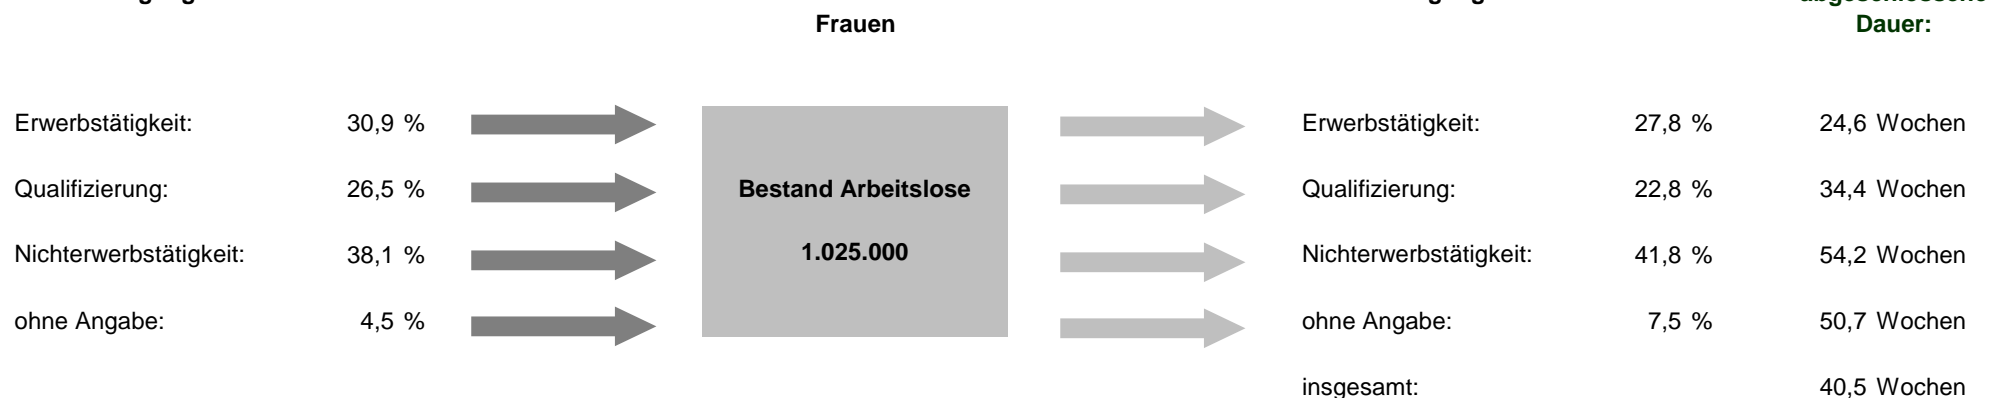 Frauen
Dauer:
Erwerbstätigkeit: 30,9 % Erwerbstätigkeit: 27,8 % 24,6 Wochen
Qualifizierung: 26,5 % Bestand Arbeitslose Qualifizierung: 22,8 % 34,4 Wochen
Nichterwerbstätigkeit: 38,1 % 1.025.000 Nichterwerbstätigkeit: 41,8 % 54,2 Wochen
ohne Angabe: 4,5 % ohne Angabe: 7,5 % 50,7 Wochen
insgesamt: 40,5 Wochen